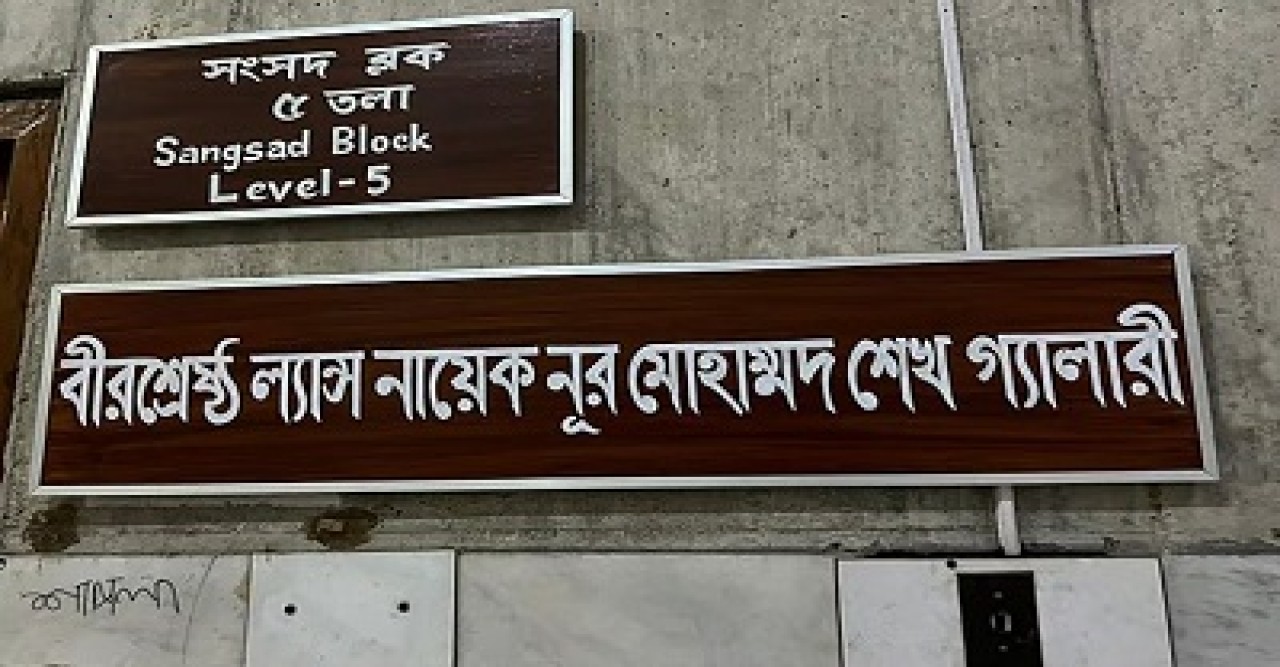 সংসদ ব্লক
৫ তলা
Sangsad Block
Level-5
বীরশ্রেষ্ঠ ল্যান্স নায়েক নূর মোহাম্মদ শেখ গ্যালারী